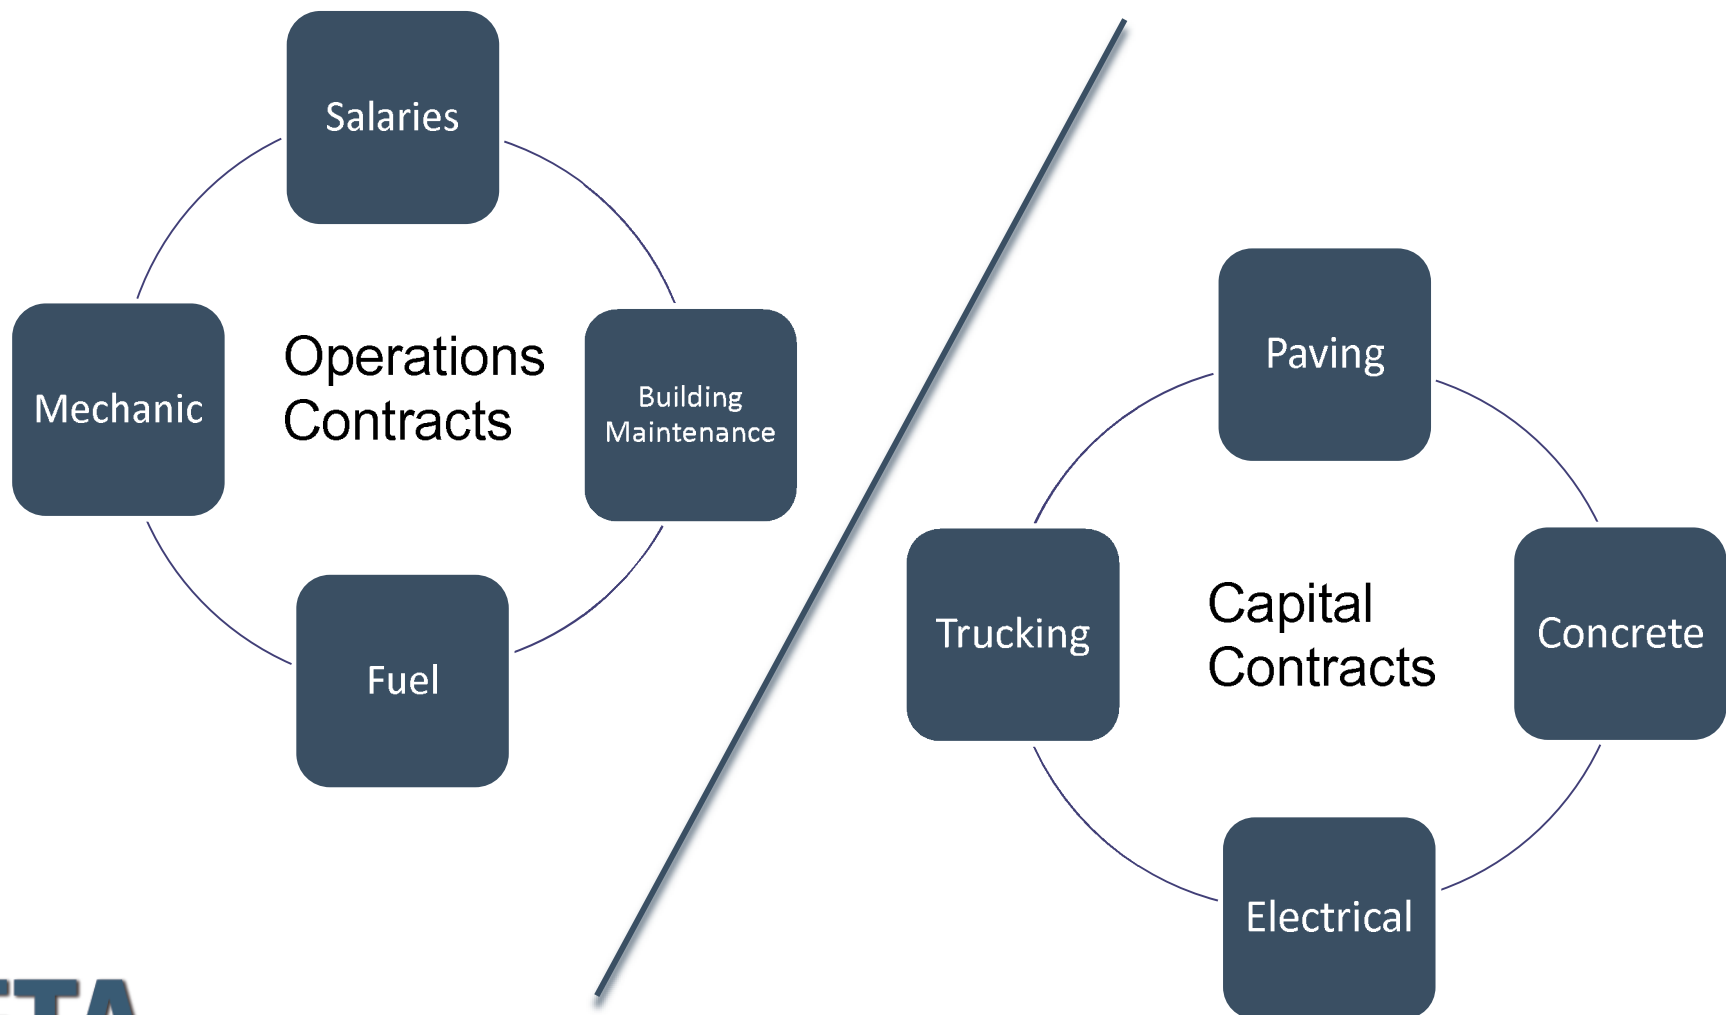 Salaries
Mechanic
Operations
Contracts
Building
Maintenance
Fuel
Paving
Trucking
Capital
Contracts
Concrete
Electrical